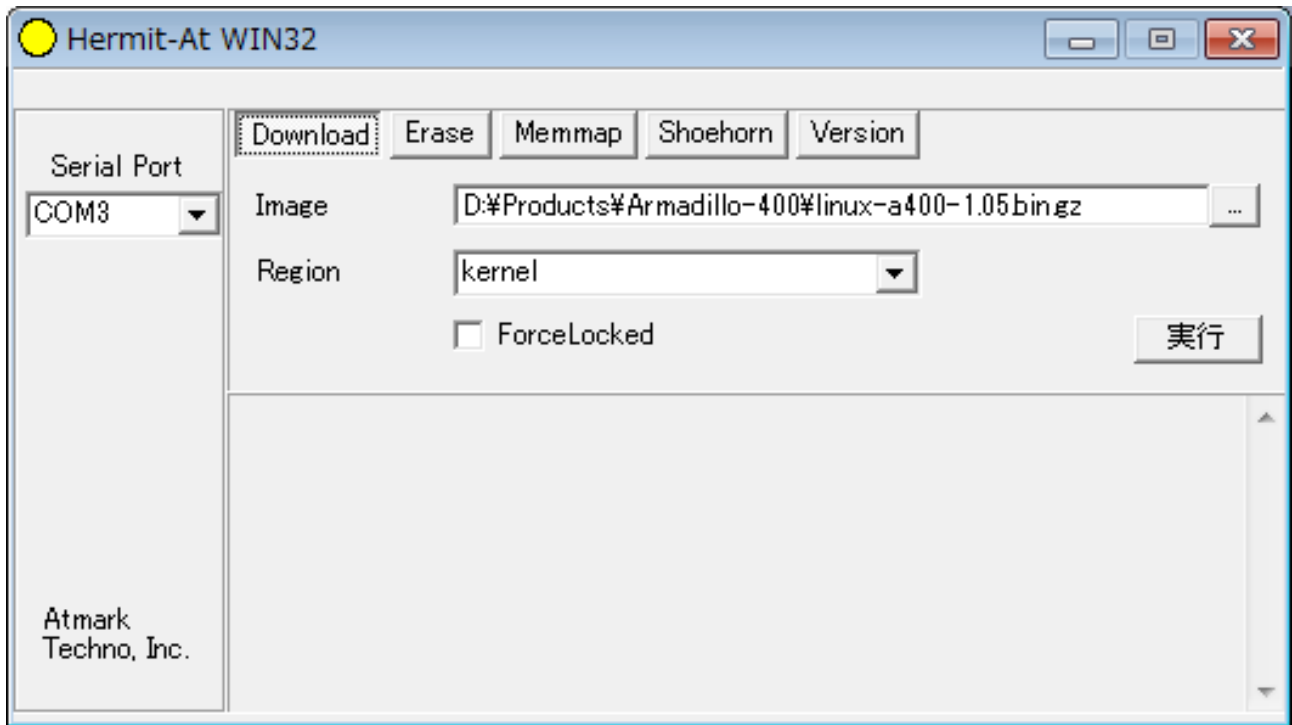 Hermit-At WIN32
Download Erase Memmap Shoehorn Version
Serial Port
COM3
Image D:¥Products¥Armadillo-400¥linux-a400-1.05.bin.gz ...
Region kernel
ForceLocked
実行
Atmark
Techno, Inc.